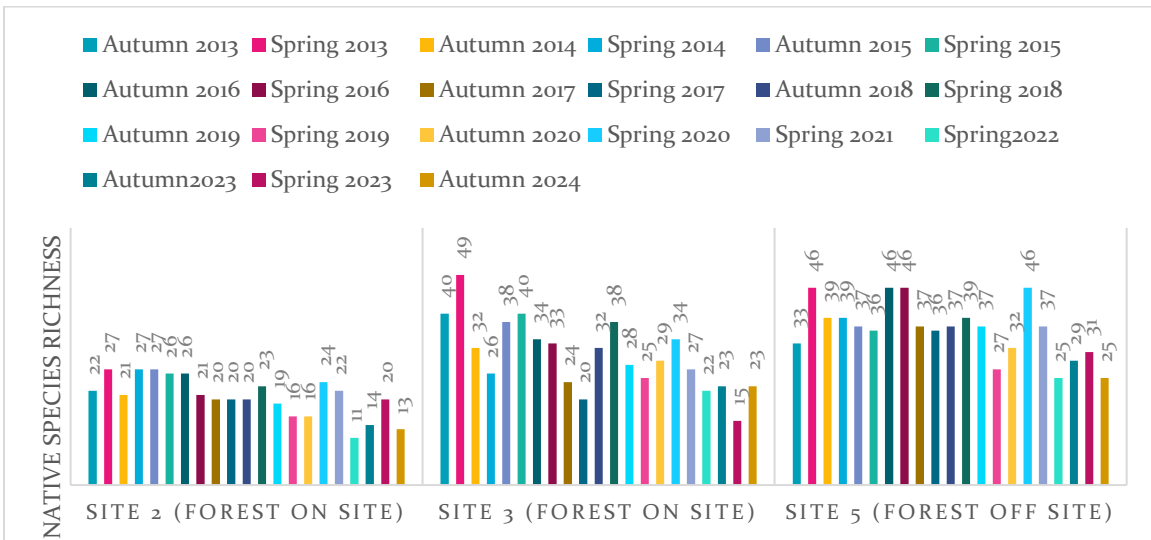 Autumn 2013 Spring 2013 Autumn 2014 Spring 2014 Autumn 2015 Spring 2015
Autumn 2016 Spring 2016 Autumn 2017 Spring 2017 Autumn 2018 Spring 2018
Autumn 2019 Spring 2019 Autumn 2020 Spring 2020 Spring 2021 Spring2022
Autumn2023 Spring 2023 Autumn 2024
NATIVE SPECIES RICHNESS
22 27 21 27 27 26 26 21 20 20 20 23 19 16 16 24 22 11 14 20 13
40 49 32 26 38 40 34 33 24 20 32 38 28 25 29 34 27 22 23 15 23
33 46 39 39 37 36 46 46 37 36 37 39 37 27 32 46 37 25 29 31 25
SITE 2 (FOREST ON SITE) SITE 3 (FOREST ON SITE) SITE 5 (FOREST OFF SITE)